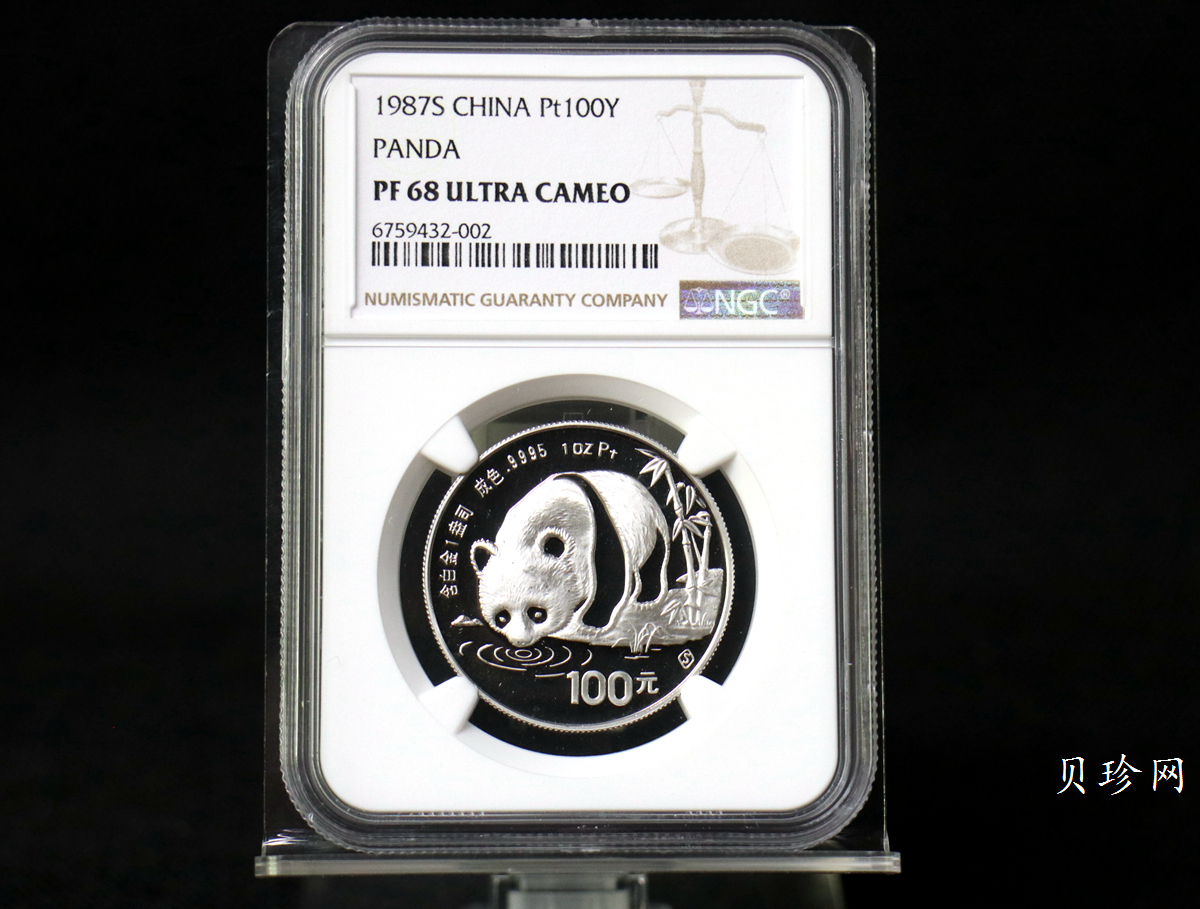 1987S CHINA Pt100Y
PANDA
PF 68 ULTRA CAMEO
6759432-002
NUMISMATIC GUARANTY COMPANY
NGC®
含白金1盎司 成色.9995 1OZ Pt
100元
S
贝珍网